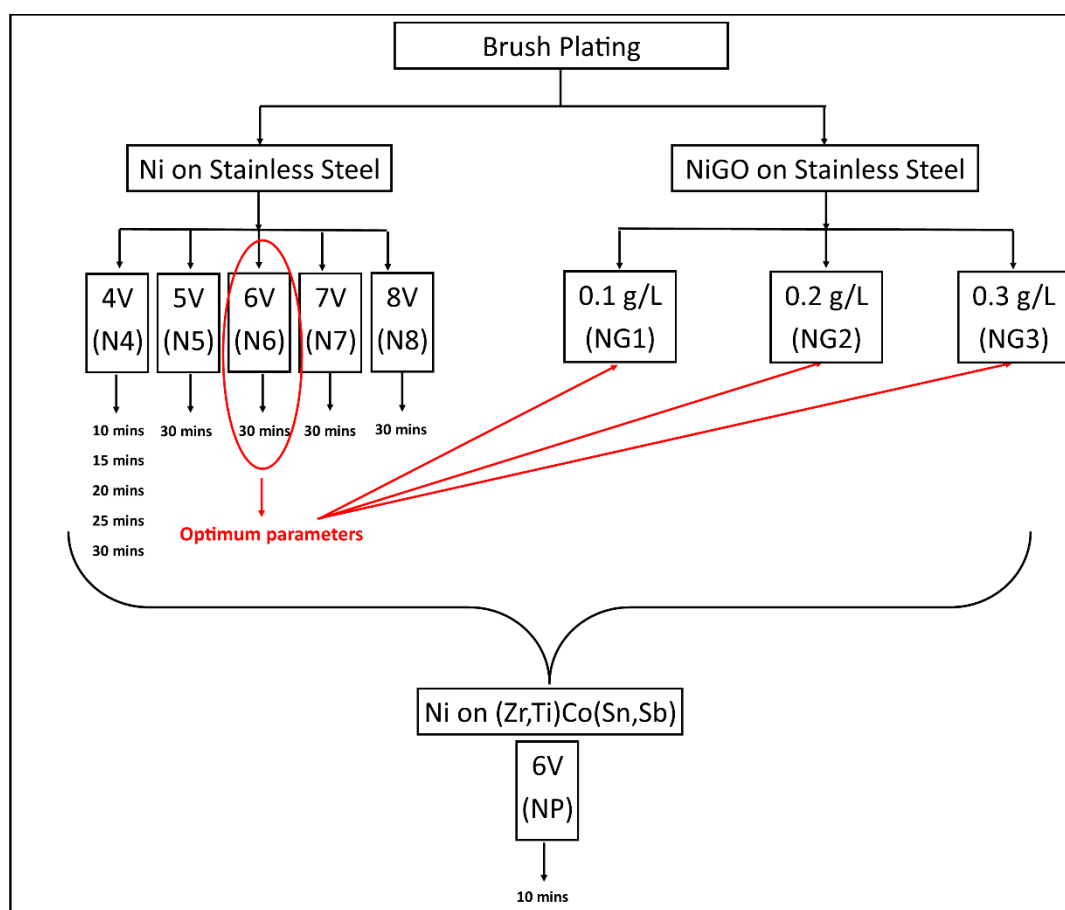 Brush Plating
Ni on Stainless Steel
NiGO on Stainless Steel
4V
(N4)
5V
(N5)
6V
(N6)
7V
(N7)
8V
(N8)
0.1 g/L
(NG1)
0.2 g/L
(NG2)
0.3 g/L
(NG3)
10 mins
15 mins
20 mins
25 mins
30 mins
30 mins
30 mins
30 mins
30 mins
Optimum parameters
Ni on (Zr,Ti)Co(Sn,Sb)
6V
(NP)
10 mins